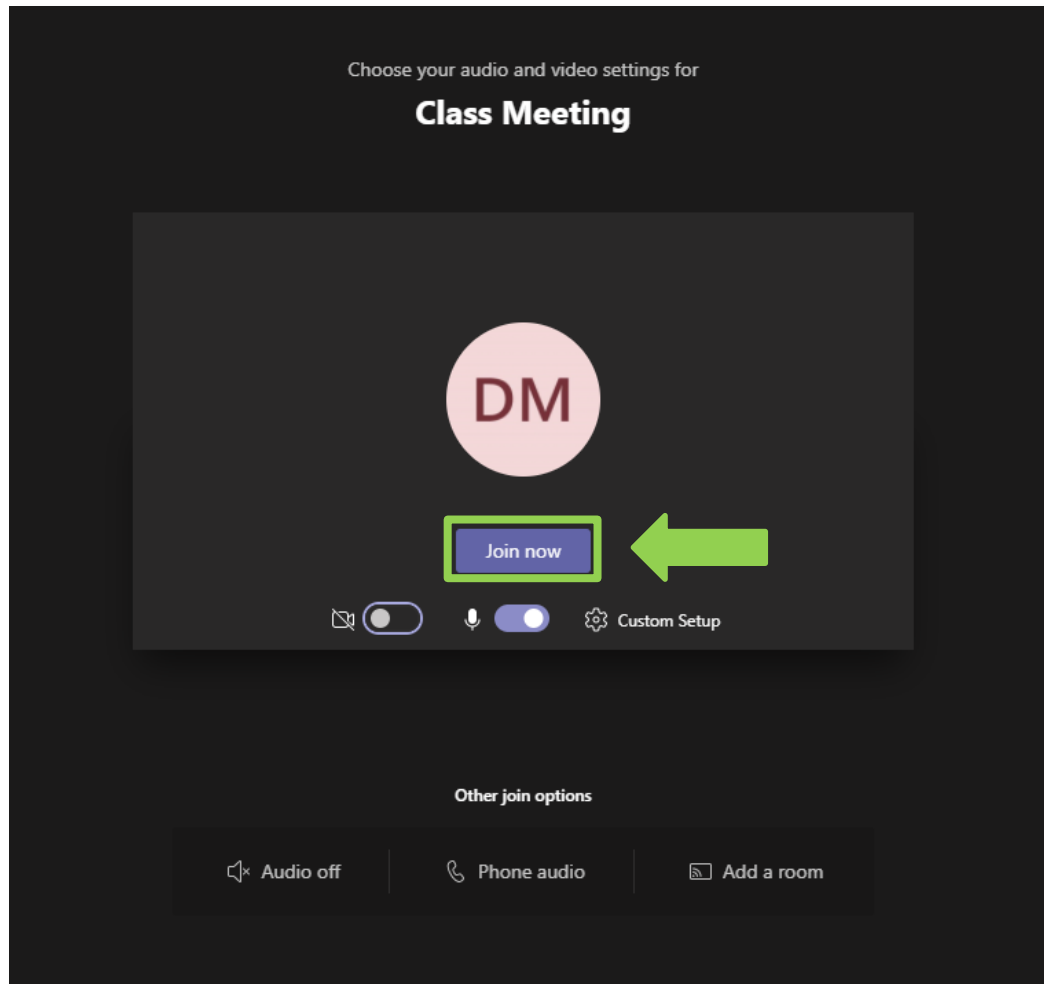 Choose your audio and video settings for
Class Meeting
DM
Join now
Custom Setup
Other join options
Audio off
Phone audio
Add a room